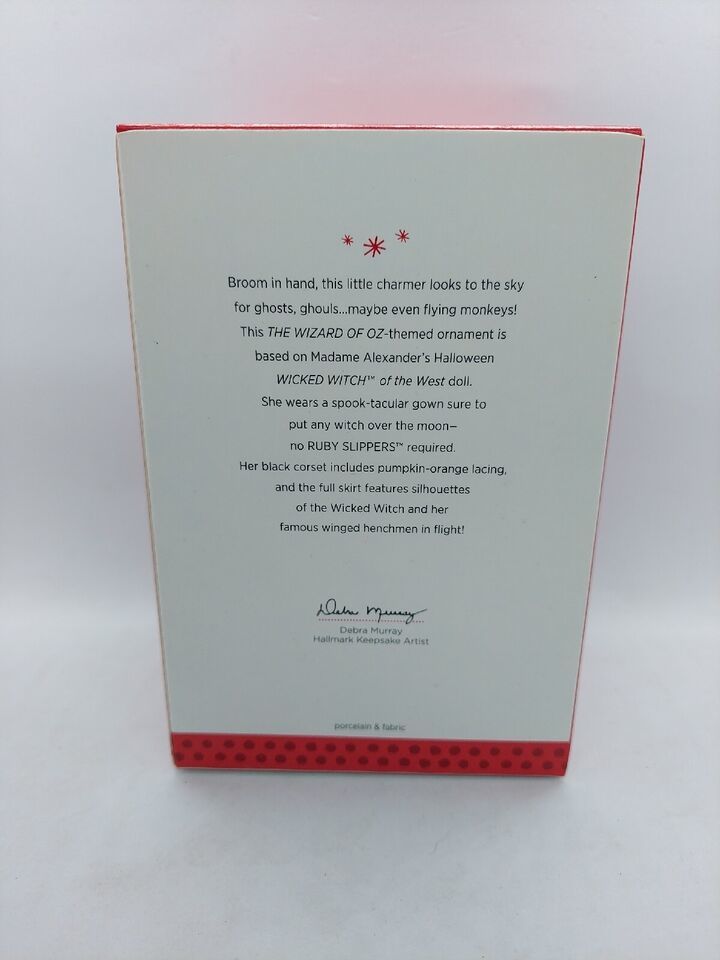 Broom in hand, this little charmer looks to the sky
for ghosts, ghouls...maybe even flying monkeys!
This THE WIZARD OF OZ-themed ornament is
based on Madame Alexander's Halloween
WICKED WITCH™ of the West doll.
She wears a spook-tacular gown sure to
put any witch over the moon—
no RUBY SLIPPERS™ required.
Her black corset includes pumpkin-orange lacing,
and the full skirt features silhouettes
of the Wicked Witch and her
famous winged henchmen in flight!
Debra Murray
Debra Murray
Hallmark Keepsake Artist
porcelain & fabric